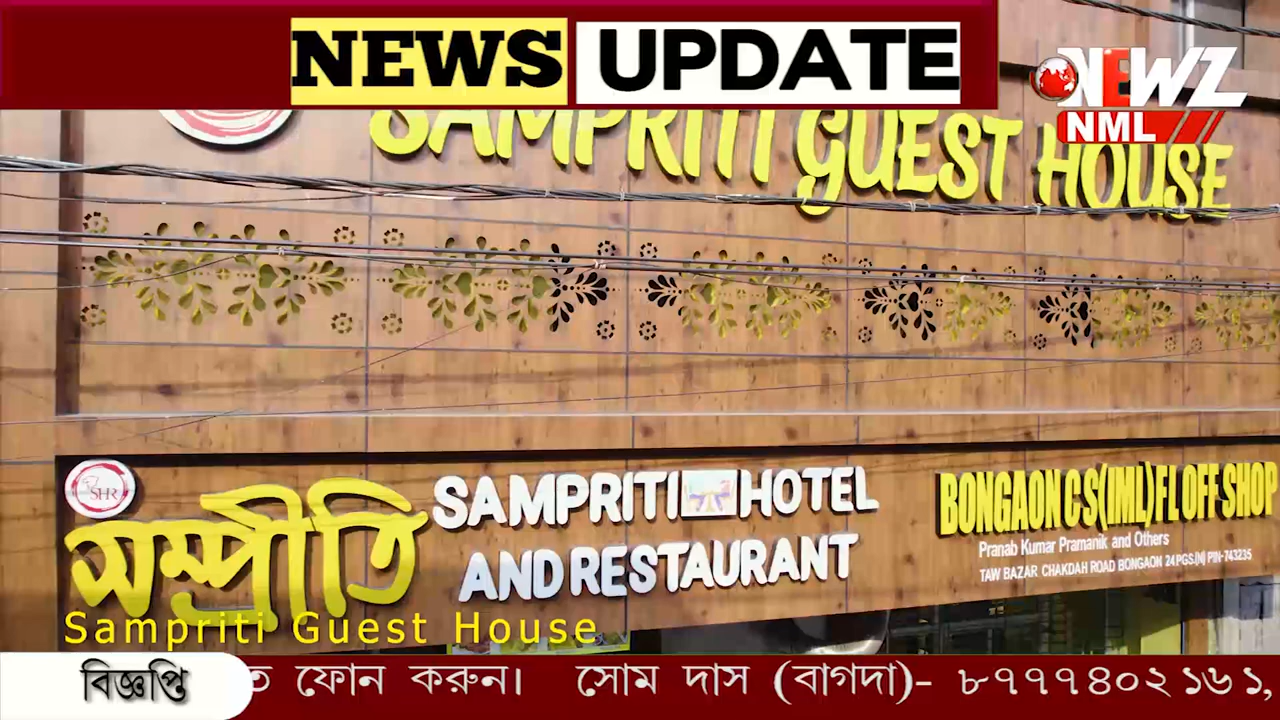 NEWS UPDATE
NEWZ
NML
SAMPRITI GUEST HOUSE
SHR
সম্প্রীতি
SAMPRITI HOTEL
AND RESTAURANT
BONGAON CS(IML) FL OFF SHOP
Pranab Kumar Pramanik and Others
TAW BAZAR CHAKDAH ROAD BONGAON 24PGS.(N) PIN-743235
Sampriti Guest House
বিজ্ঞপ্তি
ত ফোন করুন। সোম দাস (বাগদা)- ৮৭৭৭৪০২১৬১,